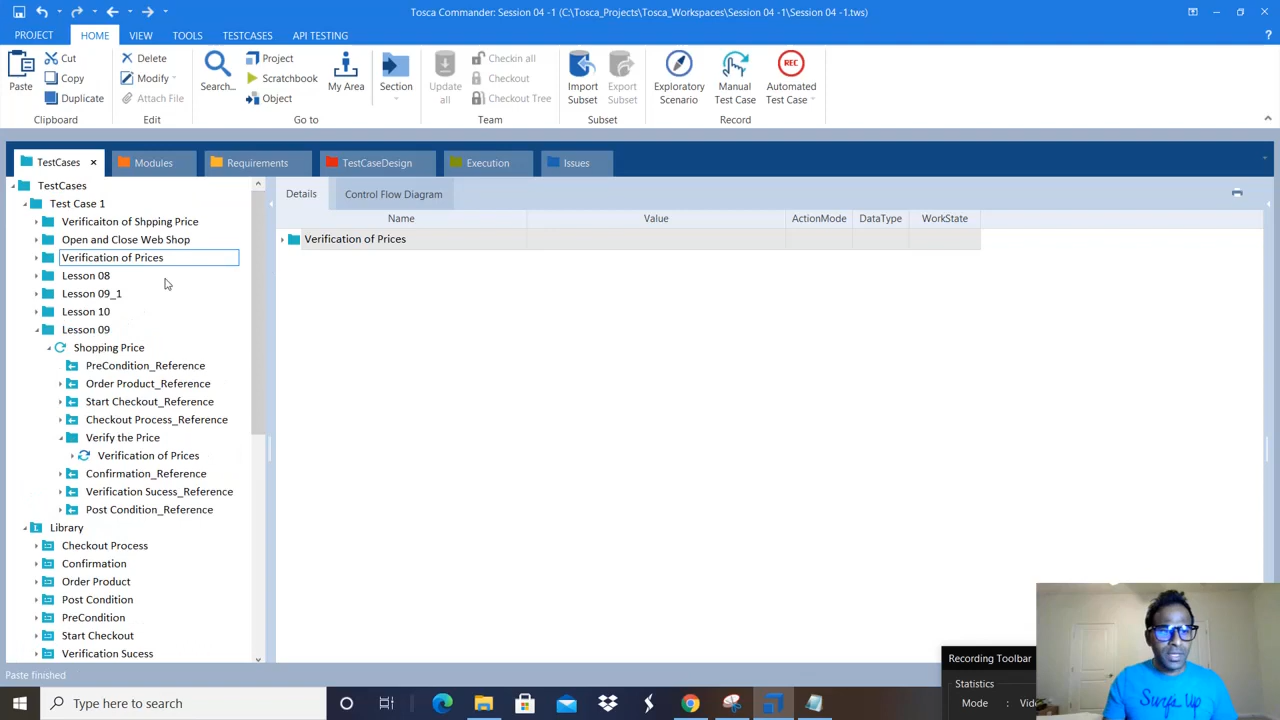 Tosca Commander: Session 04 -1 (C:\Tosca_Projects\Tosca_Workspaces\Session 04 -1\Session 04 -1.tws)
PROJECT HOME VIEW TOOLS TESTCASES API TESTING
Paste Cut Copy Duplicate
Delete Modify Attach File
Search... Project Scratchbook Object My Area Section
Update all Checkin all Checkout Checkout Tree
Import Subset Export Subset
Exploratory Scenario Manual Test Case REC Automated Test Case
Clipboard Edit Go to Team Subset Record
TestCases Modules Requirements TestCaseDesign Execution Issues
TestCases
Test Case 1
Verificaiton of Shpping Price
Open and Close Web Shop
Verification of Prices
Lesson 08
Lesson 09_1
Lesson 10
Lesson 09
Shopping Price
PreCondition_Reference
Order Product_Reference
Start Checkout_Reference
Checkout Process_Reference
Verify the Price
Verification of Prices
Confirmation_Reference
Verification Sucess_Reference
Post Condition_Reference
L Library
Checkout Process
Confirmation
Order Product
Post Condition
PreCondition
Start Checkout
Verification Sucess
Details Control Flow Diagram
Name Value ActionMode DataType WorkState
Verification of Prices
Paste finished
Recording Toolbar
Statistics
Mode :
Surfs Up
Type here to search